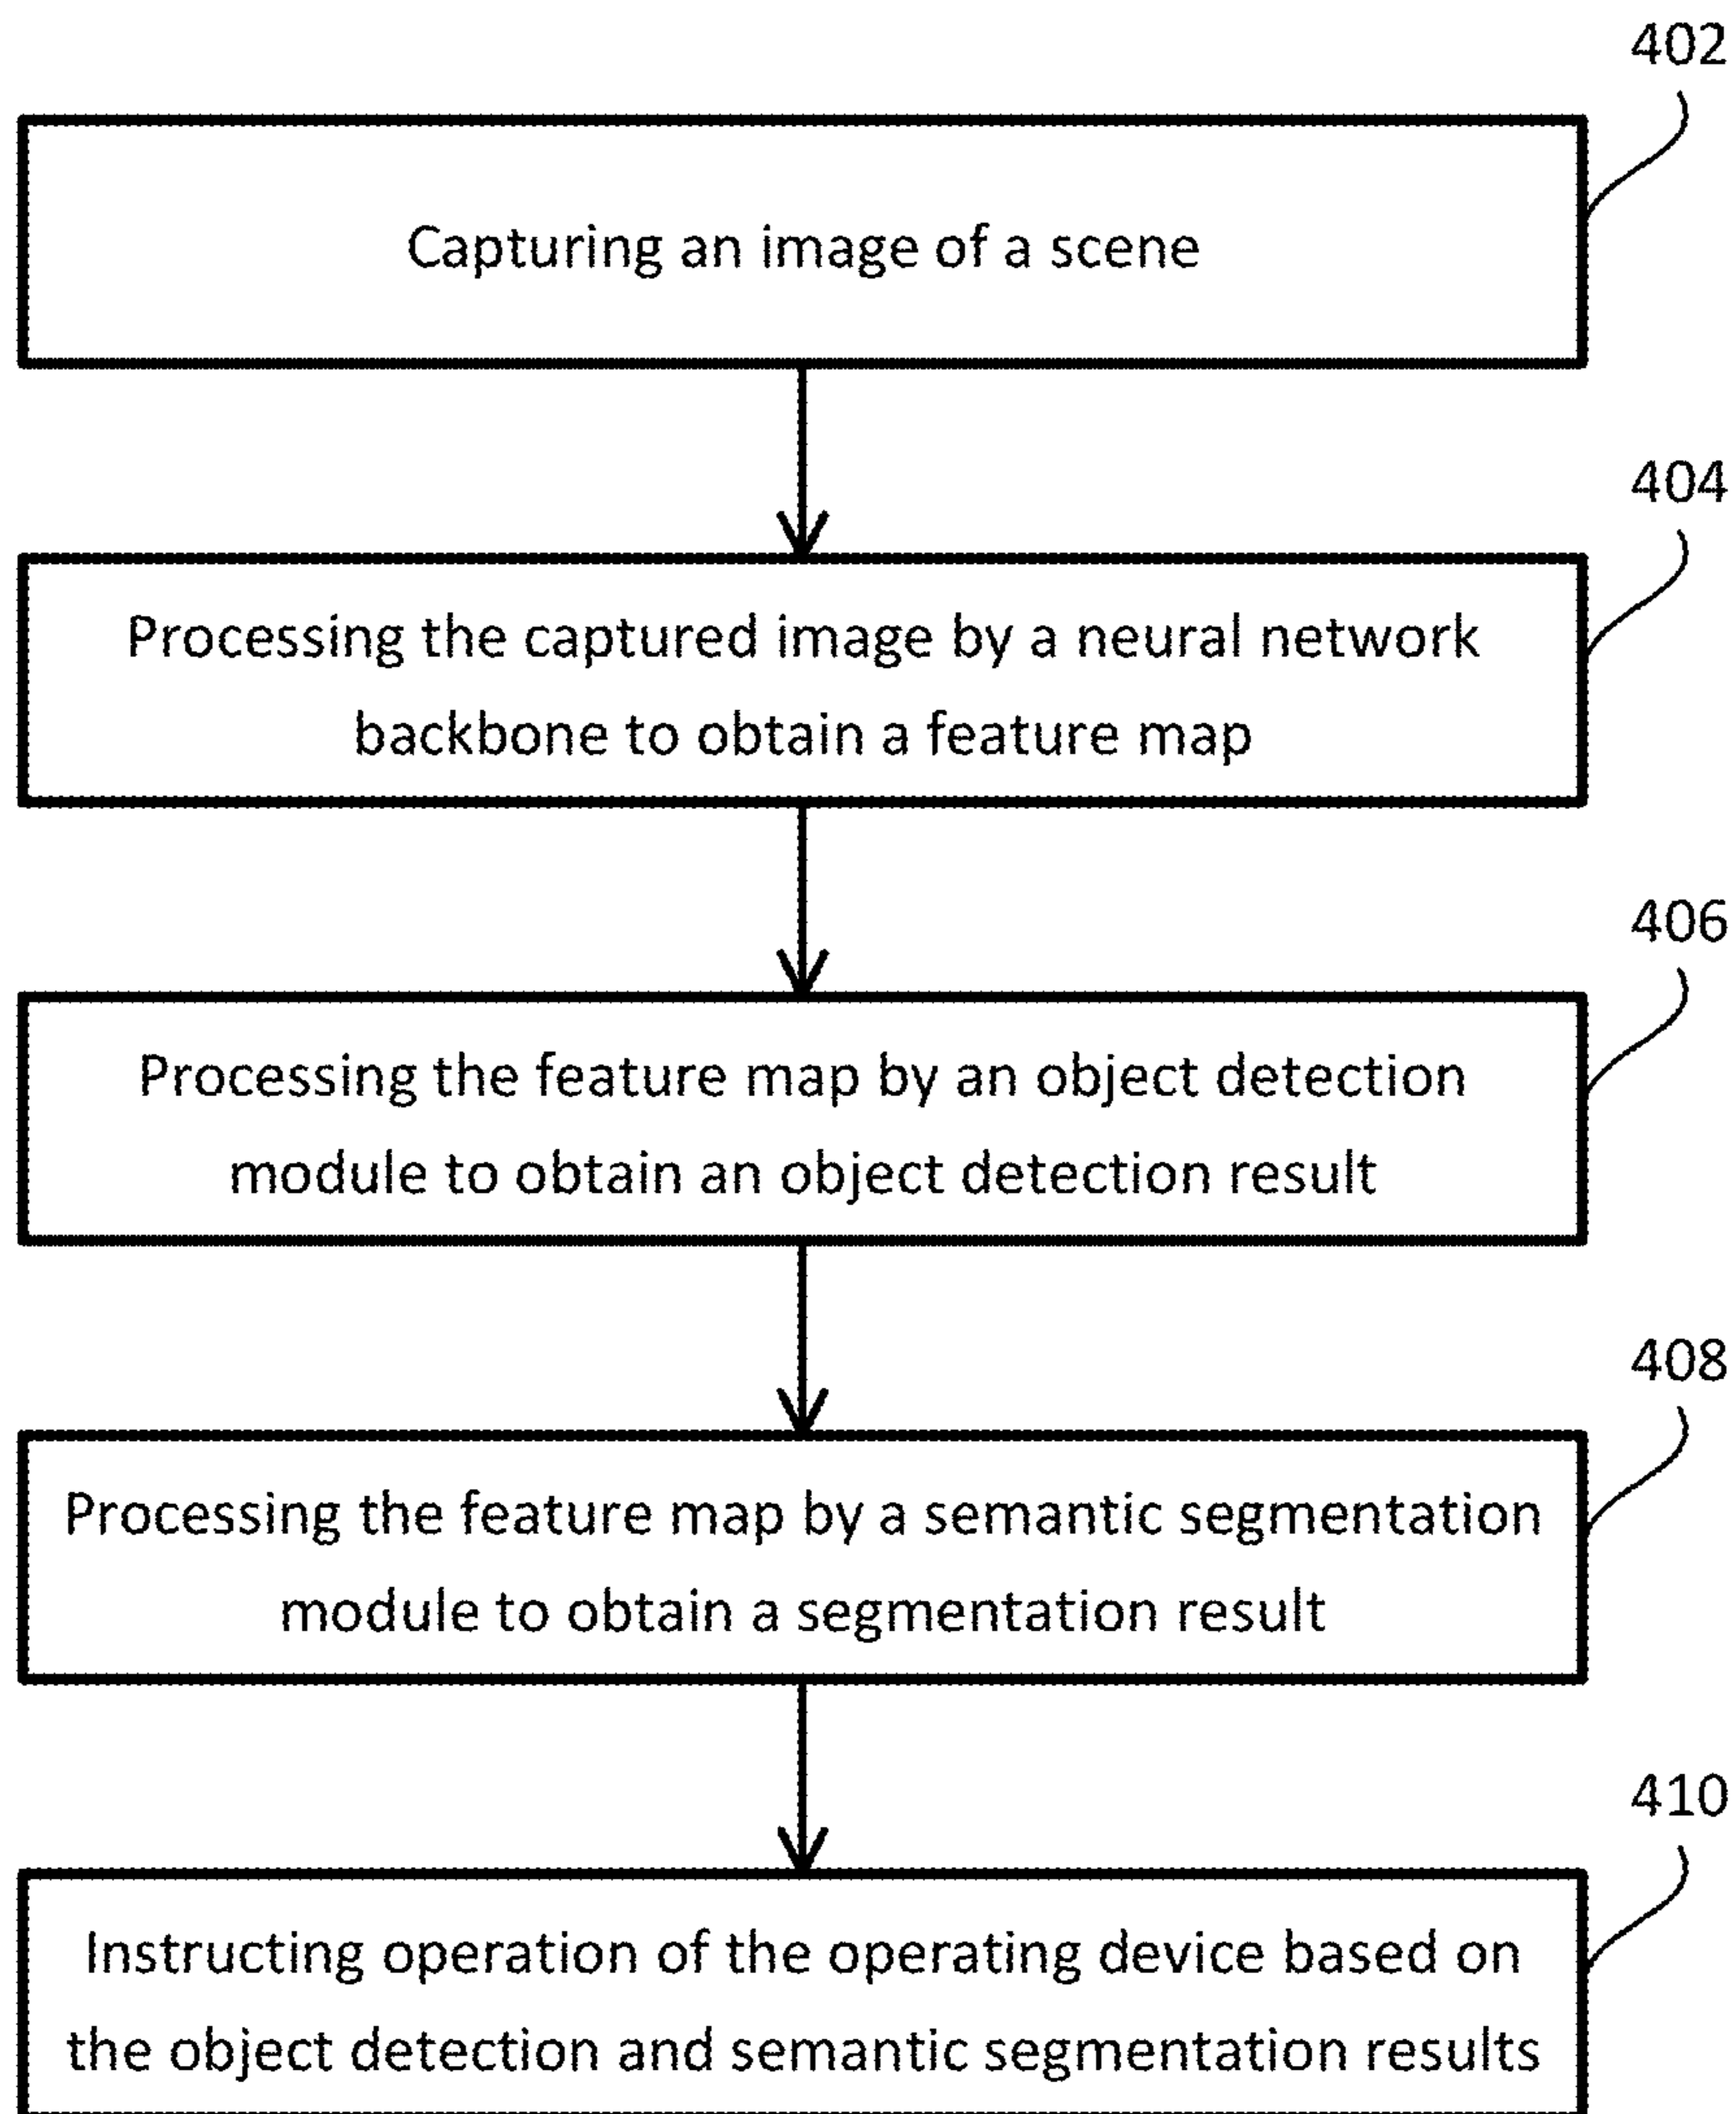 402
Capturing an image of a scene
404
Processing the captured image by a neural network
backbone to obtain a feature map
406
Processing the feature map by an object detection
module to obtain an object detection result
408
Processing the feature map by a semantic segmentation
module to obtain a segmentation result
410
Instructing operation of the operating device based on
the object detection and semantic segmentation results